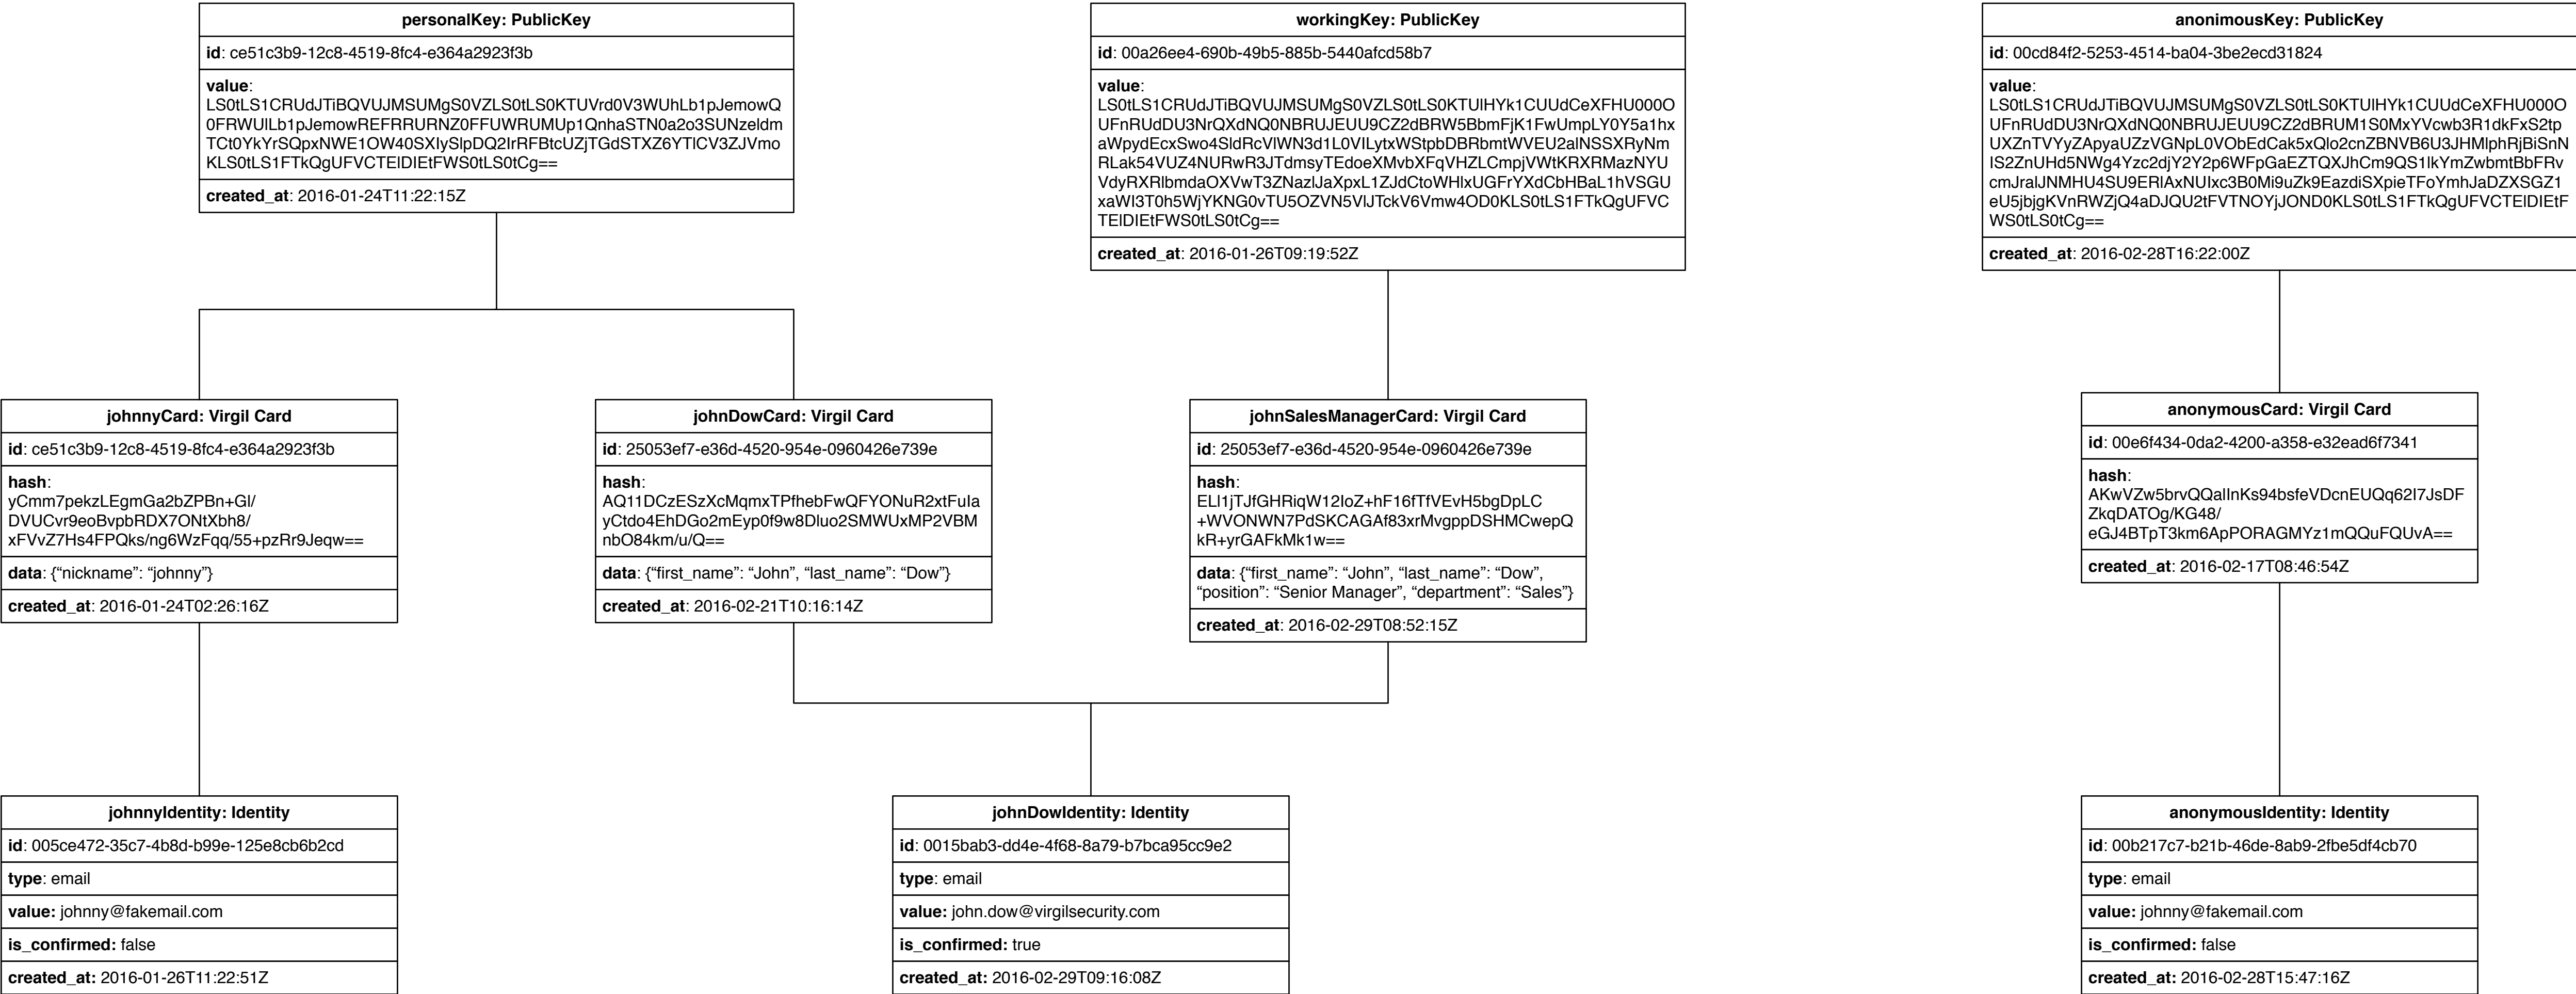 personalKey: PublicKey
id: ce51c3b9-12c8-4519-8fc4-e364a2923f3b
value:
LS0tLS1CRUdJTiBQVUJMSUMgS0VZLS0tLS0KTUVrd0V3WUhLb1pJemowQ
0FRWUILb1pJemowREFRRURNZ0FFUWRUMUp1QnhaSTN0a2o3SUNzeldm
TCt0YkYrSQpxNWE1OW40SXIySlpDQ2IrRFBtcUZjTGdSTXZ6YTlCV3ZJVmo
KLS0tLS1FTkQgUFVCTElDIEtFWS0tLS0tCg==
created_at: 2016-01-24T11:22:15Z
workingKey: PublicKey
id: 00a26ee4-690b-49b5-885b-5440afcd58b7
value:
LS0tLS1CRUdJTiBQVUJMSUMgS0VZLS0tLS0KTUlHYk1CUUdCeXFHU000O
UFnRUdDU3NrQXdNQ0NBRUJEUU9CZ2dBRW5BbmFjK1FwUmpLY0Y5a1hx
aWpydEcxSwo4SldRcVlWN3d1L0VILytxWStpbDBRbmtWVEU2alNSSXRyNm
RLak54VUZ4NURwR3JTdmsyTEdoeXMvbXFqVHZLCmpjVWtKRXRMazNYU
VdyRXRlbmdaOXVwT3ZNazlJaXpxL1ZJdCtoWHlxUGFrYXdCbHBaL1hVSGU
xaWl3T0h5WjYKNG0vTU5OZVN5VlJTckV6Vmw4OD0KLS0tLS1FTkQgUFVC
TElDIEtFWS0tLS0tCg==
created_at: 2016-01-26T09:19:52Z
anonimousKey: PublicKey
id: 00cd84f2-5253-4514-ba04-3be2ecd31824
value:
LS0tLS1CRUdJTiBQVUJMSUMgS0VZLS0tLS0KTUlHYk1CUUdCeXFHU000O
UFnRUdDU3NrQXdNQ0NBRUJEUU9CZ2dBRUM1S0MxYVcwb3R1dkFxS2tp
UXZnTVYyZApyaUZzVGNpL0VObEdCak5xQlo2cnZBNVB6U3JHMlphRjBiSnN
IS2ZnUHd5NWg4Yzc2djY2Y2p6WFpGaEZTQXJhCm9QS1lkYmZwbmtBbFRv
cmJralJNMHU4SU9ERlAxNUIxc3B0Mi9uZk9EazdiSXpieTFoYmhJaDZXSGZ1
eU5jbjgKVnRWZjQ4aDJQU2tFVTNOYjJOND0KLS0tLS1FTkQgUFVCTElDIEtF
WS0tLS0tCg==
created_at: 2016-02-28T16:22:00Z
johnnyCard: Virgil Card
id: ce51c3b9-12c8-4519-8fc4-e364a2923f3b
hash:
yCmm7pekzLEgmGa2bZPBn+Gl/
DVUCvr9eoBvpbRDX7ONtXbh8/
xFVvZ7Hs4FPQks/ng6WzFqq/55+pzRr9Jeqw==
data: {“nickname”: “johnny”}
created_at: 2016-01-24T02:26:16Z
johnDowCard: Virgil Card
id: 25053ef7-e36d-4520-954e-0960426e739e
hash:
AQ11DCzESzXcMqmxTPfhebFwQFYONuR2xtFuIa
yCtdo4EhDGo2mEyp0f9w8Dluo2SMWUxMP2VBM
nbO84km/u/Q==
data: {“first_name”: “John”, “last_name”: “Dow”}
created_at: 2016-02-21T10:16:14Z
johnSalesManagerCard: Virgil Card
id: 25053ef7-e36d-4520-954e-0960426e739e
hash:
ELl1jTJfGHRiqW12IoZ+hF16fTfVEvH5bgDpLC
+WVONWN7PdSKCAGAf83xrMvgppDSHMCwepQ
kR+yrGAFkMk1w==
data: {“first_name”: “John”, “last_name”: “Dow”,
“position”: “Senior Manager”, “department”: “Sales”}
created_at: 2016-02-29T08:52:15Z
anonymousCard: Virgil Card
id: 00e6f434-0da2-4200-a358-e32ead6f7341
hash:
AKwVZw5brvQQalInKs94bsfeVDcnEUQq62I7JsDF
ZkqDATOg/KG48/
eGJ4BTpT3km6ApPORAGMYz1mQQuFQUvA==
created_at: 2016-02-17T08:46:54Z
johnnyIdentity: Identity
id: 005ce472-35c7-4b8d-b99e-125e8cb6b2cd
type: email
value: johnny@fakemail.com
is_confirmed: false
created_at: 2016-01-26T11:22:51Z
johnDowIdentity: Identity
id: 0015bab3-dd4e-4f68-8a79-b7bca95cc9e2
type: email
value: john.dow@virgilsecurity.com
is_confirmed: true
created_at: 2016-02-29T09:16:08Z
anonymousIdentity: Identity
id: 00b217c7-b21b-46de-8ab9-2fbe5df4cb70
type: email
value: johnny@fakemail.com
is_confirmed: false
created_at: 2016-02-28T15:47:16Z